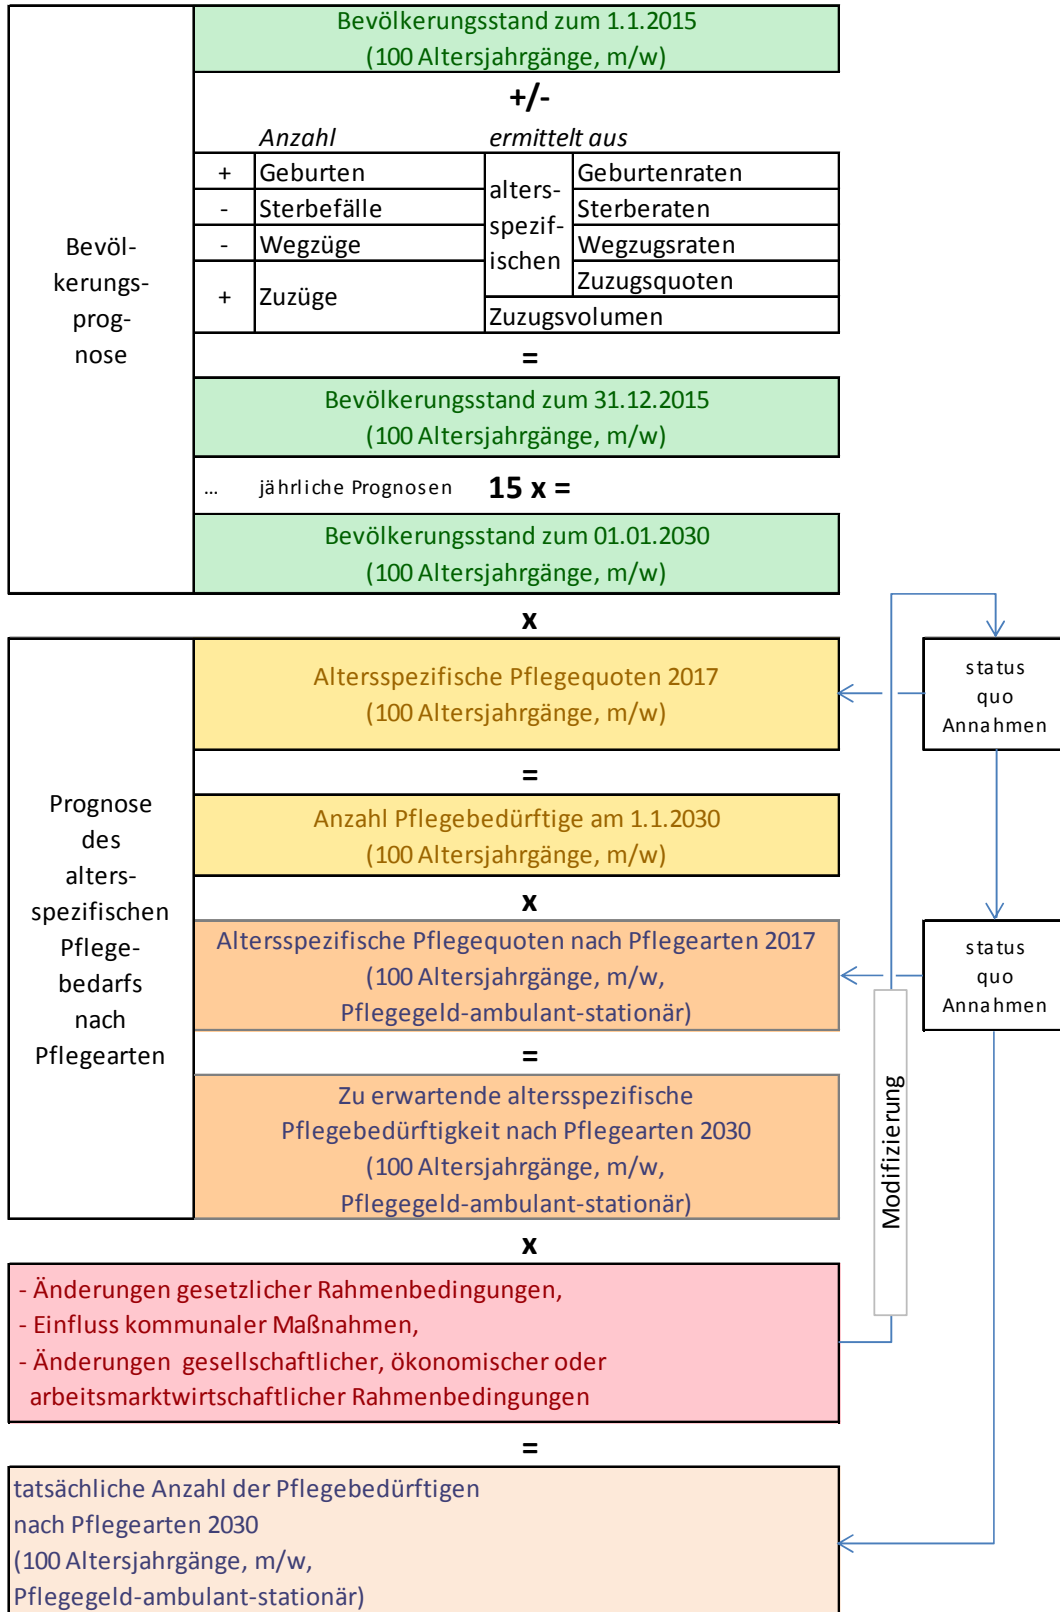 Bevölkerungsstand zum 1.1.2015
(100 Altersjahrgänge, m/w)
+/-
Anzahl ermittelt aus
Bevöl-
kerungs-
prog-
nose
+ Geburten
- Sterbefälle
- Wegzüge
+ Zuzüge
alters-
spezif-
ischen
Geburtenraten
Sterberaten
Wegzugsraten
Zuzugsquoten
Zuzugsvolumen
=
Bevölkerungsstand zum 31.12.2015
(100 Altersjahrgänge, m/w)
... jährliche Prognosen 15 x =
Bevölkerungsstand zum 01.01.2030
(100 Altersjahrgänge, m/w)
x
Prognose
des
alters-
spezifischen
Pflege-
bedarfs
nach
Pflegearten
Altersspezifische Pflegequoten 2017
(100 Altersjahrgänge, m/w)
status
quo
Annahmen
=
Anzahl Pflegebedürftige am 1.1.2030
(100 Altersjahrgänge, m/w)
x
Altersspezifische Pflegequoten nach Pflegearten 2017
(100 Altersjahrgänge, m/w,
Pflegegeld-ambulant-stationär)
status
quo
Annahmen
=
Zu erwartende altersspezifische
Pflegebedürftigkeit nach Pflegearten 2030
(100 Altersjahrgänge, m/w,
Pflegegeld-ambulant-stationär)
Modifizierung
x
- Änderungen gesetzlicher Rahmenbedingungen,
- Einfluss kommunaler Maßnahmen,
- Änderungen gesellschaftlicher, ökonomischer oder
arbeitsmarktwirtschaftlicher Rahmenbedingungen
=
tatsächliche Anzahl der Pflegebedürftigen
nach Pflegearten 2030
(100 Altersjahrgänge, m/w,
Pflegegeld-ambulant-stationär)